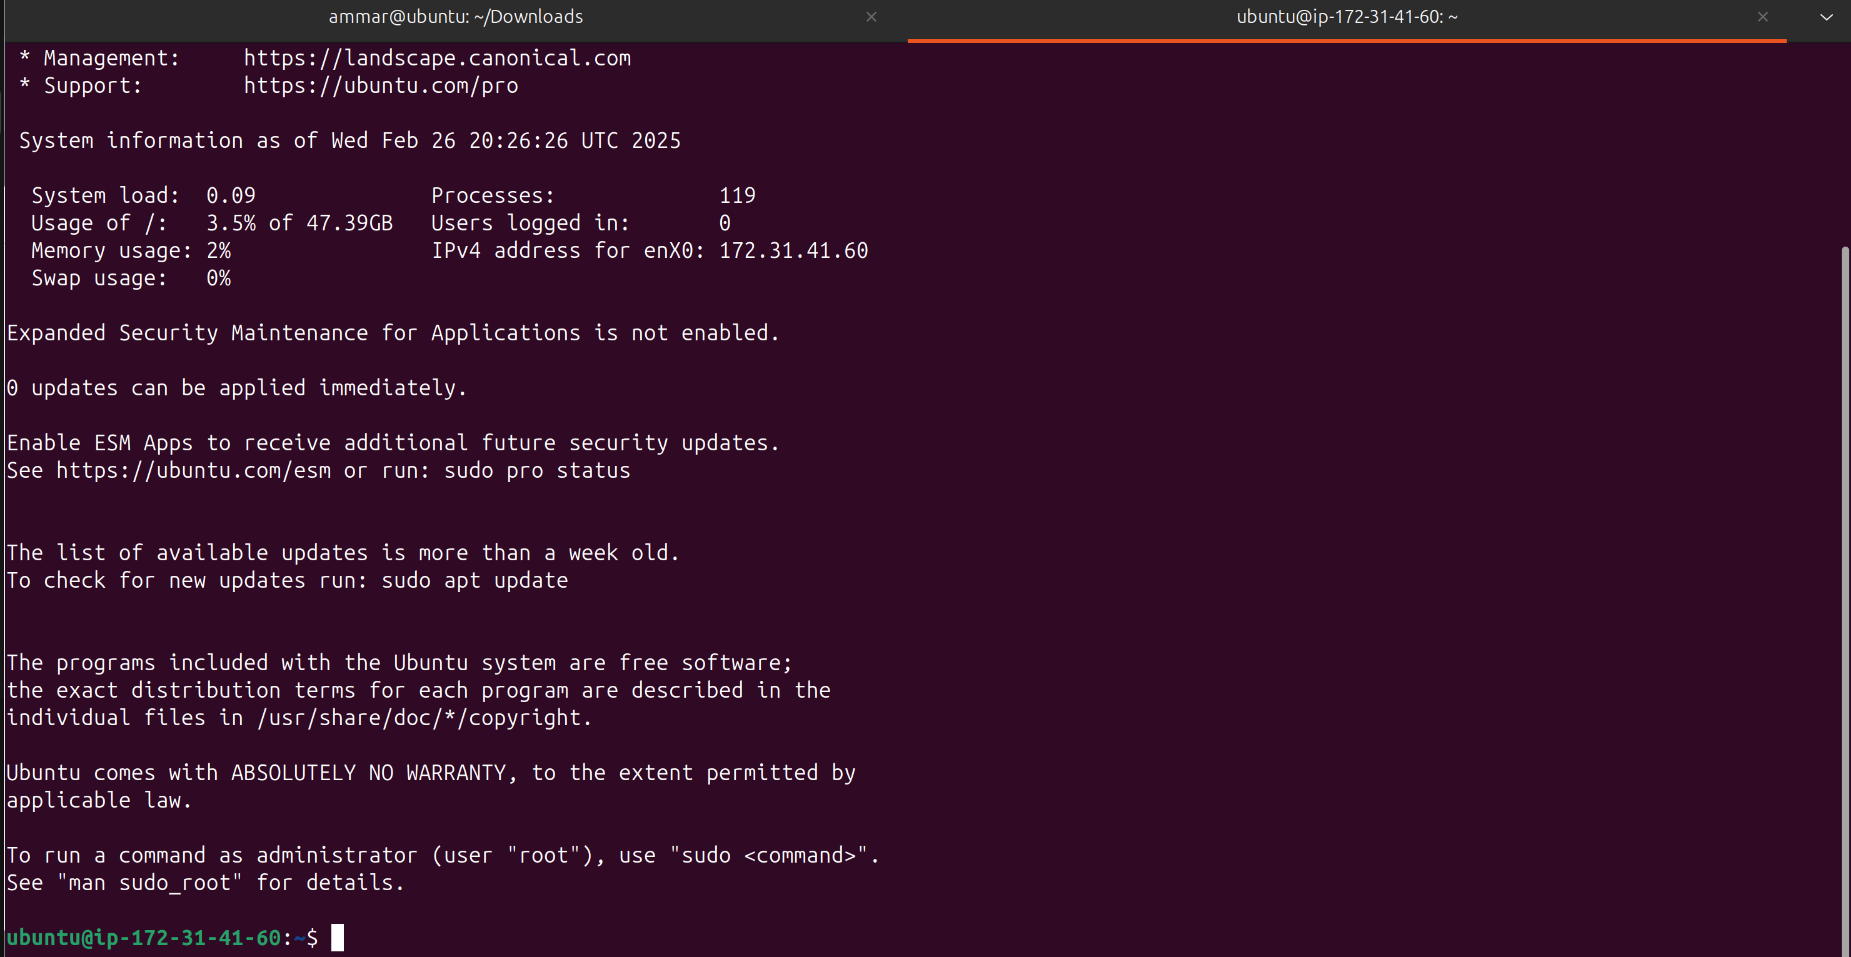 ammar@ubuntu: ~/Downloads
ubuntu@ip-172-31-41-60: ~
* Management:     https://landscape.canonical.com
* Support:        https://ubuntu.com/pro
System information as of Wed Feb 26 20:26:26 UTC 2025
System load:  0.09              Processes:             119
Usage of /:   3.5% of 47.39GB   Users logged in:       0
Memory usage: 2%                IPv4 address for enX0: 172.31.41.60
Swap usage:   0%
Expanded Security Maintenance for Applications is not enabled.
0 updates can be applied immediately.
Enable ESM Apps to receive additional future security updates.
See https://ubuntu.com/esm or run: sudo pro status
The list of available updates is more than a week old.
To check for new updates run: sudo apt update
The programs included with the Ubuntu system are free software;
the exact distribution terms for each program are described in the
individual files in /usr/share/doc/*/copyright.
Ubuntu comes with ABSOLUTELY NO WARRANTY, to the extent permitted by
applicable law.
To run a command as administrator (user "root"), use "sudo <command>".
See "man sudo_root" for details.
ubuntu@ip-172-31-41-60:~$